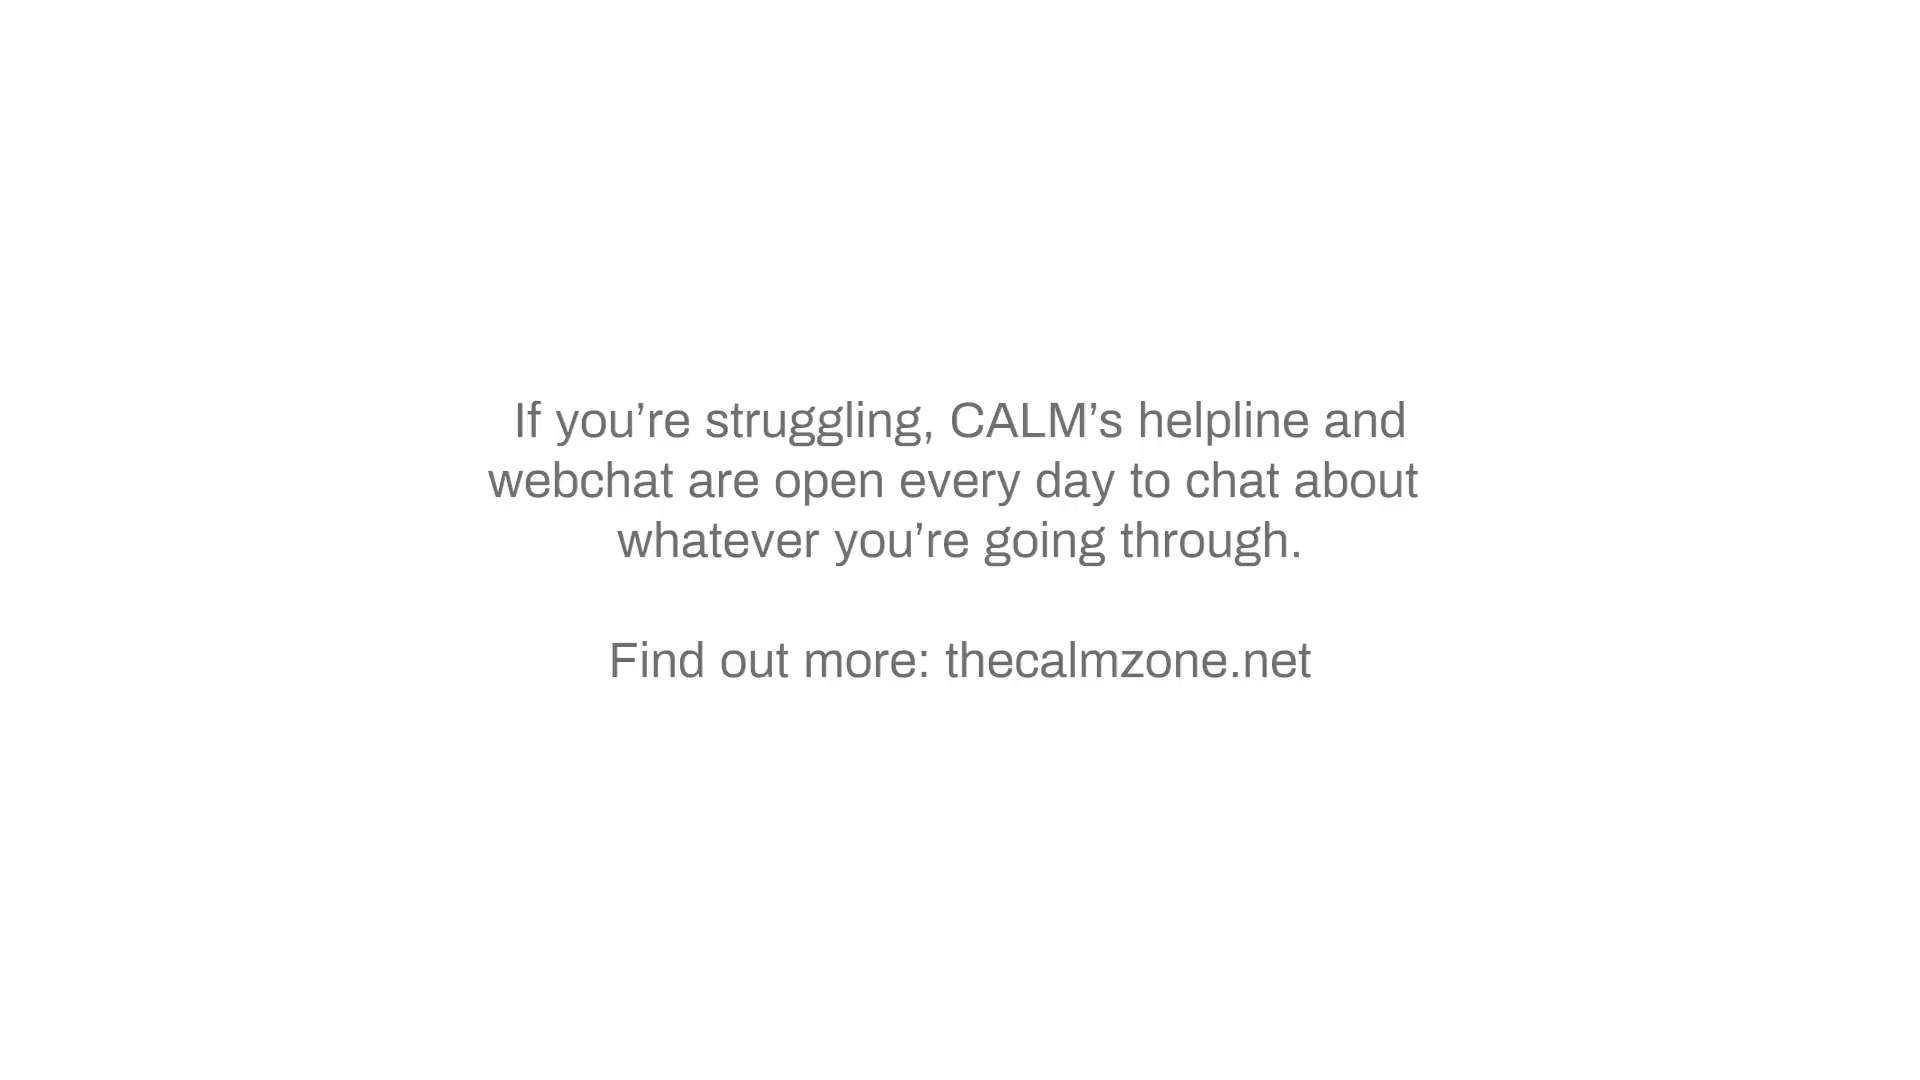 If you’re struggling, CALM’s helpline and
webchat are open every day to chat about
whatever you’re going through.
Find out more: thecalmzone.net